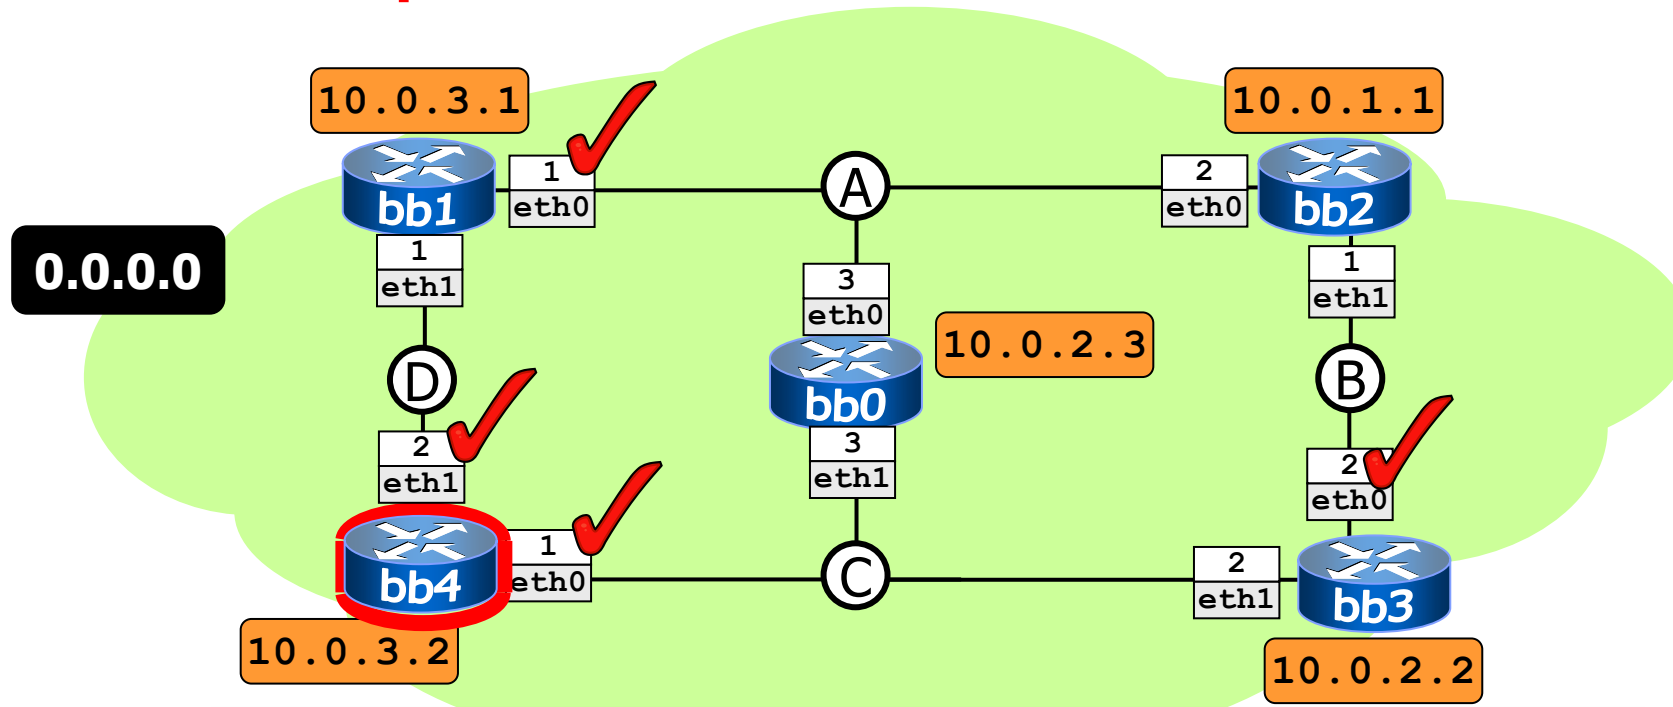 10.0.3.1
10.0.1.1
1
eth0
A
2
eth0
bb1
bb2
0.0.0.0
1
eth1
3
eth0
1
eth1
10.0.2.3
D
bb0
B
2
eth1
3
eth1
2
eth0
bb4
1
eth0
C
2
eth1
bb3
10.0.3.2
10.0.2.2